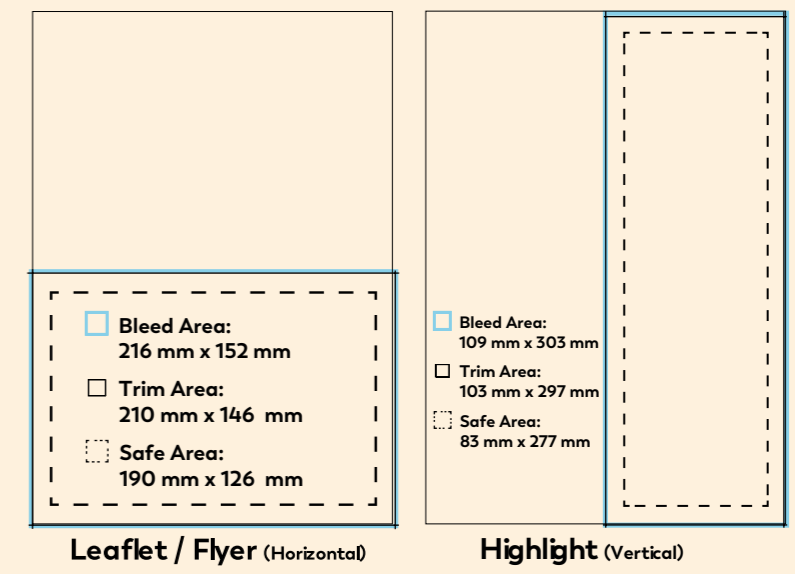 Bleed Area:
216 mm x 152 mm
Trim Area:
210 mm x 146 mm
Safe Area:
190 mm x 126 mm
Leaflet / Flyer (Horizontal)
Bleed Area:
109 mm x 303 mm
Trim Area:
103 mm x 297 mm
Safe Area:
83 mm x 277 mm
Highlight (Vertical)